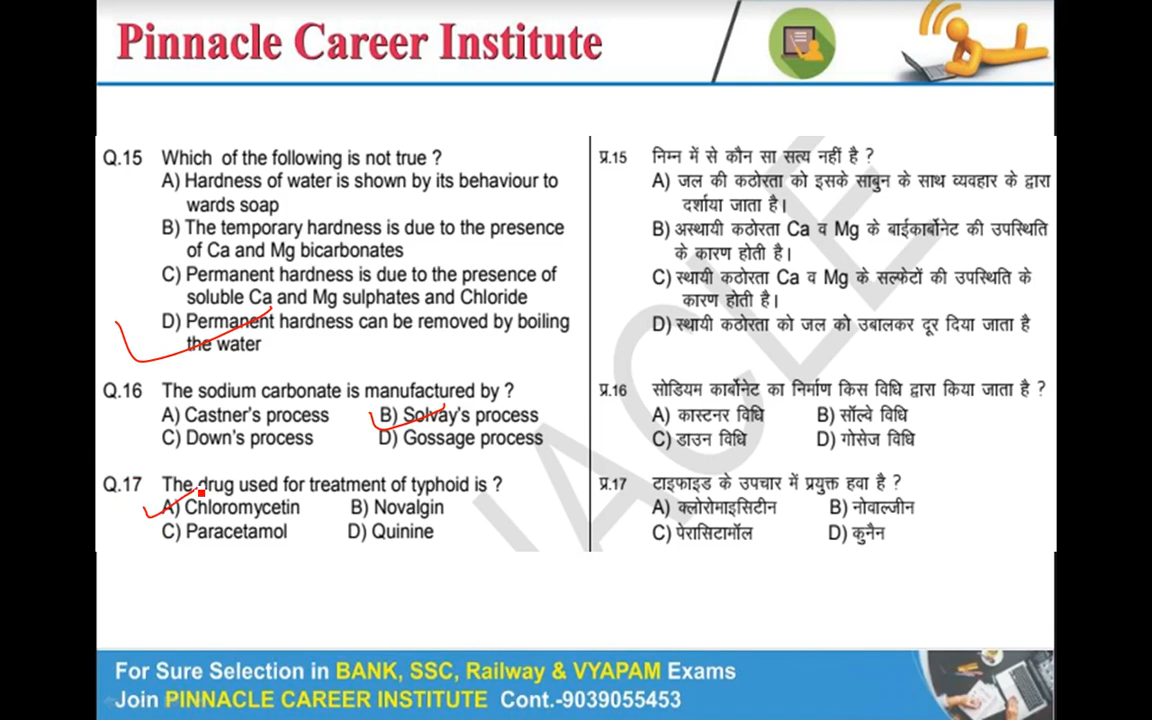 Pinnacle Career Institute
Q.15 Which of the following is not true ?
A) Hardness of water is shown by its behaviour to
wards soap
B) The temporary hardness is due to the presence
of Ca and Mg bicarbonates
C) Permanent hardness is due to the presence of
soluble Ca and Mg sulphates and Chloride
D) Permanent hardness can be removed by boiling
the water
Q.16 The sodium carbonate is manufactured by ?
A) Castner's process B) Solvay's process
C) Down's process D) Gossage process
Q.17 The drug used for treatment of typhoid is ?
A) Chloromycetin B) Novalgin
C) Paracetamol D) Quinine
प्र.15 निम्न में से कौन सा सत्य नहीं है ?
A) जल की कठोरता को इसके साबुन के साथ व्यवहार के द्वारा
दर्शाया जाता है।
B) अस्थायी कठोरता Ca व Mg के बाईकार्बोनेट की उपस्थिति
के कारण होती है।
C) स्थायी कठोरता Ca व Mg के सल्फेटों की उपस्थिति के
कारण होती है।
D) स्थायी कठोरता को जल को उबालकर दूर दिया जाता है
प्र.16 सोडियम कार्बोनेट का निर्माण किस विधि द्वारा किया जाता है ?
A) कास्टनर विधि B) सॉल्वे विधि
C) डाउन विधि D) गोसेज विधि
प्र.17 टाइफाइड के उपचार में प्रयुक्त हवा है ?
A) क्लोरोमाइसिटीन B) नोवाल्जीन
C) पेरासिटामॉल D) कुनैन
NACLE
For Sure Selection in BANK, SSC, Railway & VYAPAM Exams
Join PINNACLE CAREER INSTITUTE Cont.-9039055453